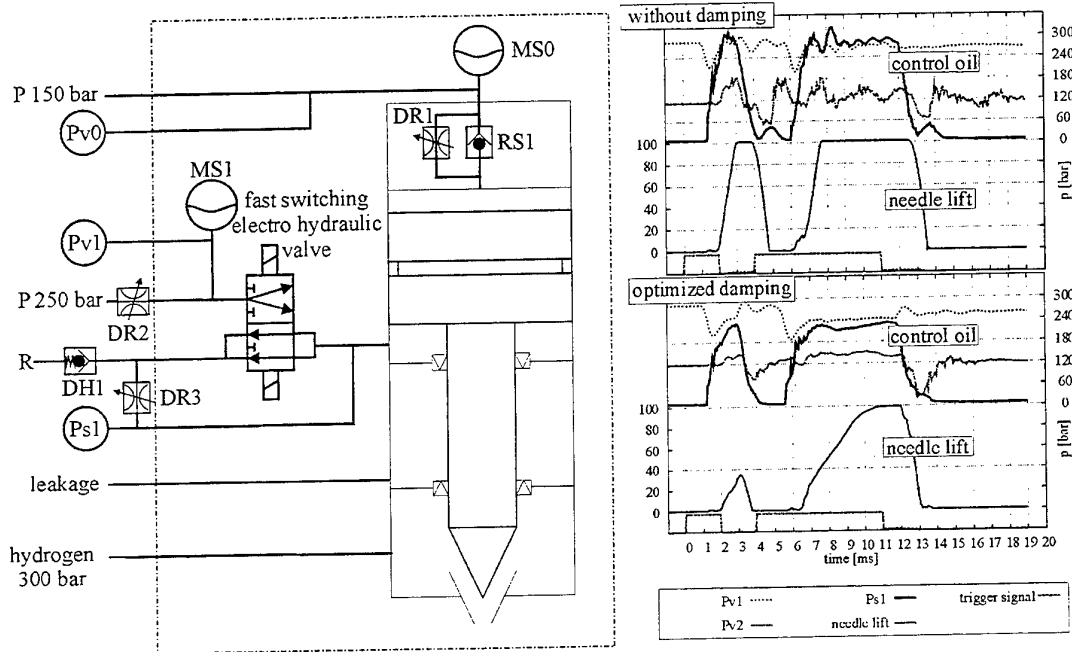 MS0
P 150 bar
Pv0
DR1
RS1
MS1
fast switching
electro hydraulic
valve
Pv1
P 250 bar
DR2
R
DH1
DR3
Ps1
leakage
hydrogen
300 bar
without damping
300
240
180
120
60
0
control oil
100
80
60
40
20
0
needle lift
p [bar]
optimized damping
300
240
180
120
60
0
control oil
100
80
60
40
20
0
needle lift
p [bar]
0 1 2 3 4 5 6 7 8 9 10 11 12 13 14 15 16 17 18 19 20
time [ms]
Pv1
Ps1
trigger signal
Pv2
needle lift